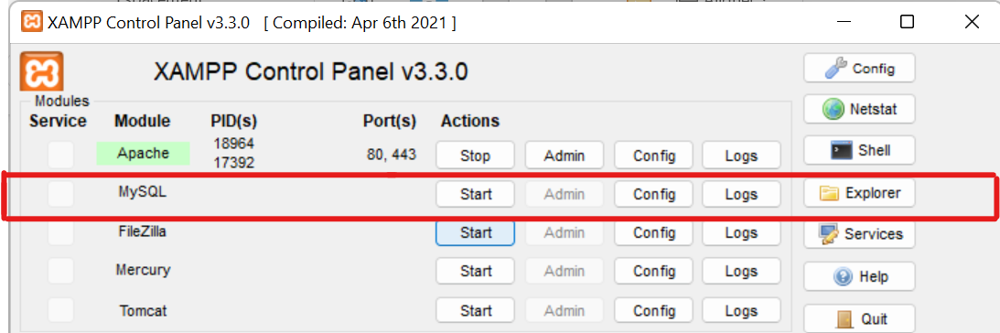 XAMPP Control Panel v3.3.0 [ Compiled: Apr 6th 2021 ]
XAMPP Control Panel v3.3.0
Config
Modules
Service Module PID(s) Port(s) Actions
Netstat
Apache 18964 17392 80, 443 Stop Admin Config Logs
Shell
MySQL Start Admin Config Logs
Explorer
FileZilla Start Admin Config Logs
Services
Mercury Start Admin Config Logs
Help
Tomcat Start Admin Config Logs
Quit